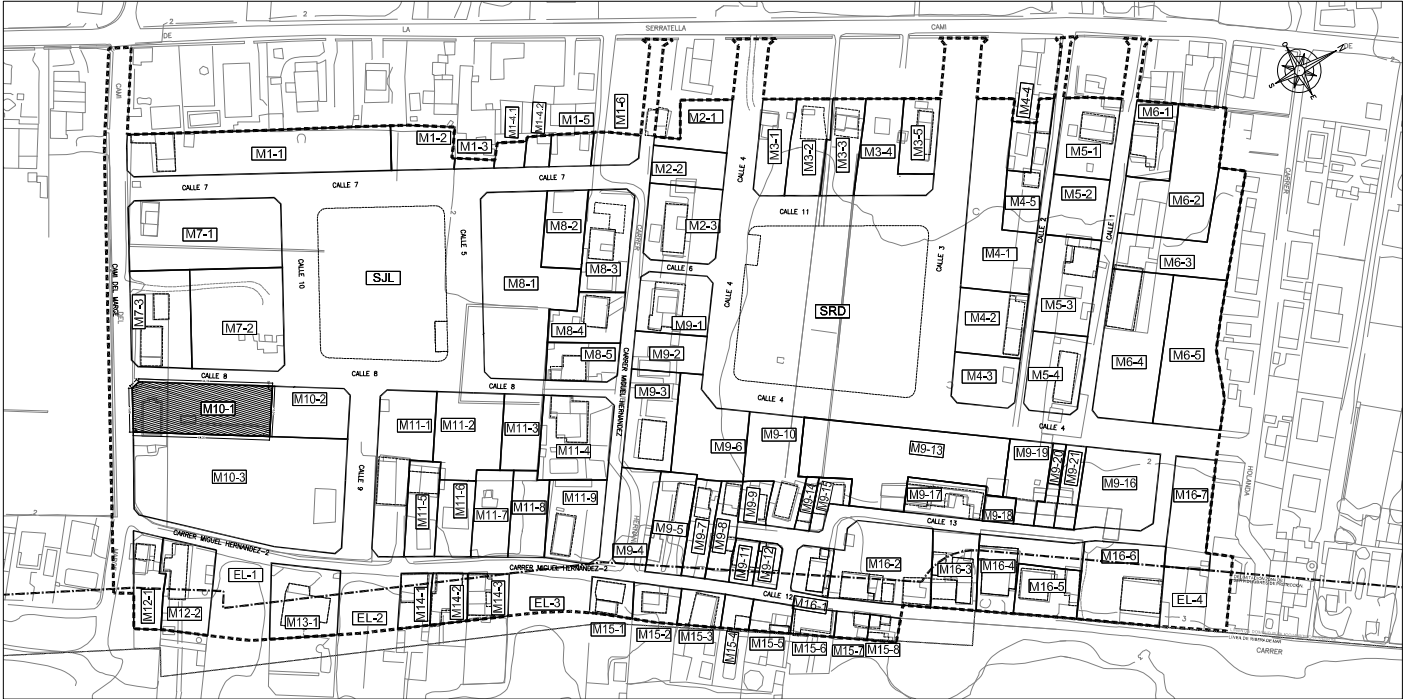 2
DE
LA
2
SERRATELLA
CAMI
DE
N
E
S
O
CAMI
M1-1
M1-2
M1-3
M1-4.1
M1-4.2
M1-5
M1-6
M2-1
M2-2
M2-3
M3-1
M3-2
M3-3
M3-4
M3-5
M4-4
M5-1
M6-1
CALLE 7
CALLE 7
CALLE 7
CALLE 4
CALLE 11
M4-5
M5-2
M6-2
CARRER
M7-1
CALLE 10
SJL
2
CALLE 5
M8-2
M8-1
M8-3
CARRER
CALLE 6
CALLE 4
SRD
CALLE 3
M4-1
CALLE 2
CALLE 1
M6-3
CAMI DEL MARGE
DEL
M7-3
M7-2
M8-4
M8-5
M9-1
M9-2
M9-3
M4-2
M4-3
M5-3
M5-4
M6-4
M6-5
CALLE 8
CALLE 8
CALLE 8
CARRER MIGUEL HERNANDEZ
CALLE 4
CALLE 4
M10-1
M10-2
M10-3
CALLE 9
M11-1
M11-2
M11-3
M11-4
M11-5
M11-6
M11-7
M11-8
M11-9
M9-6
M9-10
M9-13
M9-19
M9-20
M9-21
M9-16
2
M16-7
HOLANDA
2
M9-4
M9-5
M9-7
M9-8
M9-9
M9-14
M9-15
M9-17
M9-18
CALLE 13
M9-11
M9-12
CARRER MIGUEL HERNANDEZ-2
CARRER MIGUEL HERNANDEZ-2
CALLE 12
M16-1
M16-2
M16-3
M16-4
M16-5
M16-6
M12-1
M12-2
EL-1
M13-1
EL-2
M14-1
M14-2
M14-3
EL-3
EL-4
M15-1
M15-2
M15-3
M15-4
M15-5
M15-6
M15-7
M15-8
3
CARRER